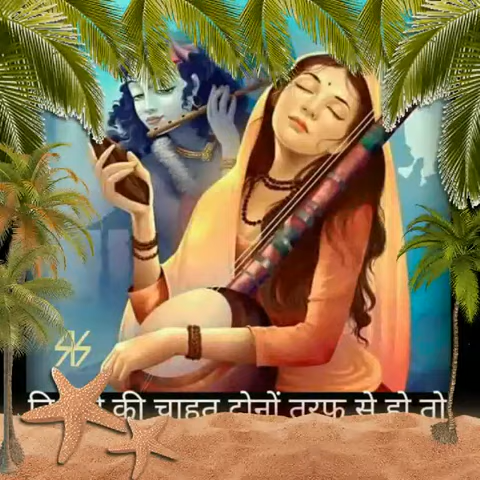 की चाहत दोनों तरफ से हो तो